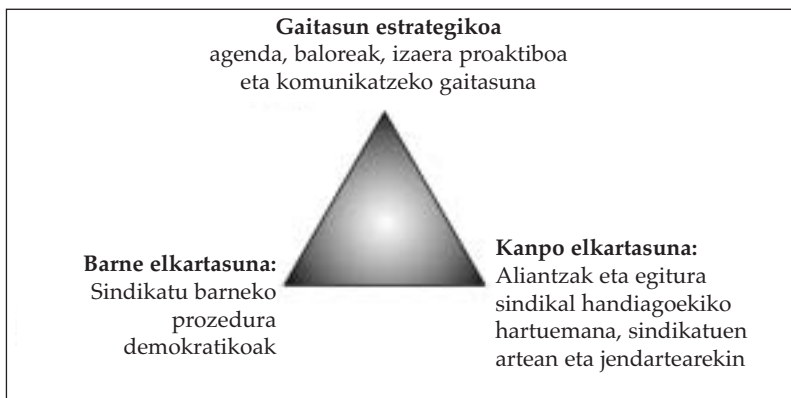 Gaitasun estrategikoa
agenda, baloreak, izaera proaktiboa
eta komunikatzeko gaitasuna
Barne elkartasuna:
Sindikatu barneko
prozedura
demokratikoak
Kanpo elkartasuna:
Aliantzak eta egitura
sindikal handiagoekiko
hartuemana, sindikatuen
artean eta jendartearekin